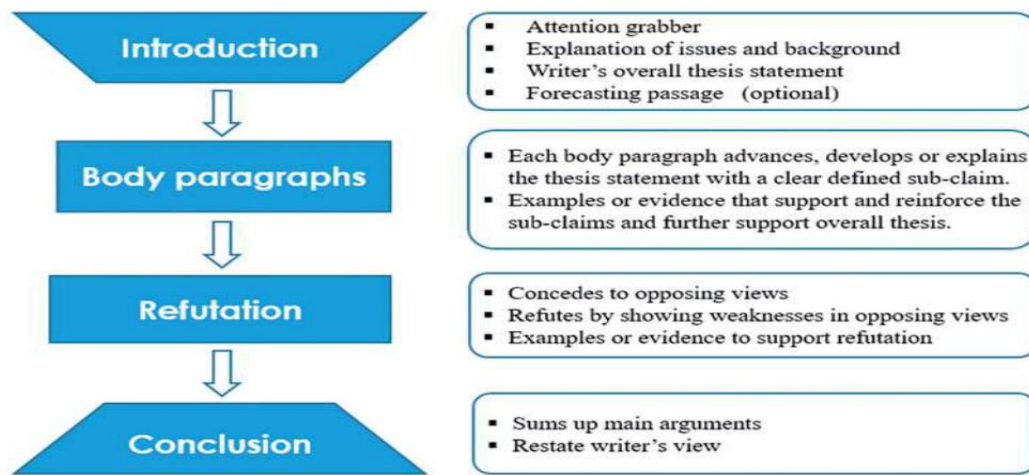 Introduction
▪ Attention grabber
▪ Explanation of issues and background
▪ Writer's overall thesis statement
▪ Forecasting passage (optional)
Body paragraphs
▪ Each body paragraph advances, develops or explains
the thesis statement with a clear defined sub-claim.
▪ Examples or evidence that support and reinforce the
sub-claims and further support overall thesis.
Refutation
▪ Concedes to opposing views
▪ Refutes by showing weaknesses in opposing views
▪ Examples or evidence to support refutation
Conclusion
▪ Sums up main arguments
▪ Restate writer's view